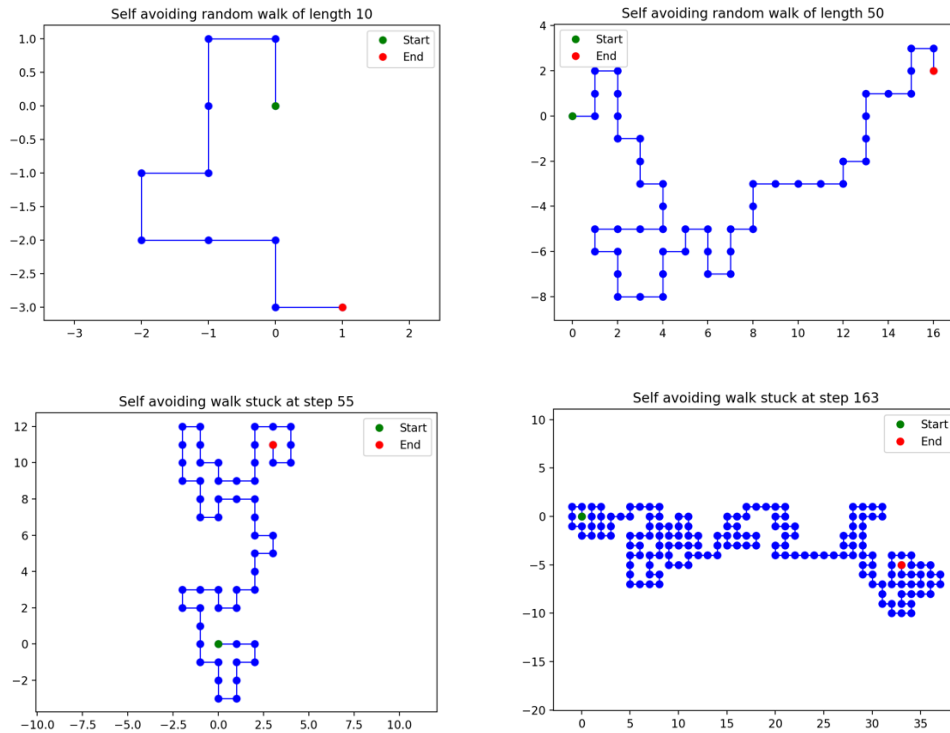 Self avoiding random walk of length 10
Start
End
1.0
0.5
0.0
−0.5
−1.0
−1.5
−2.0
−2.5
−3.0
−3 −2 −1 0 1 2
Self avoiding random walk of length 50
Start
End
4
2
0
−2
−4
−6
−8
0 2 4 6 8 10 12 14 16
Self avoiding walk stuck at step 55
Start
End
12
10
8
6
4
2
0
−2
−10.0 −7.5 −5.0 −2.5 0.0 2.5 5.0 7.5 10.0
Self avoiding walk stuck at step 163
Start
End
10
5
0
−5
−10
−15
−20
0 5 10 15 20 25 30 35